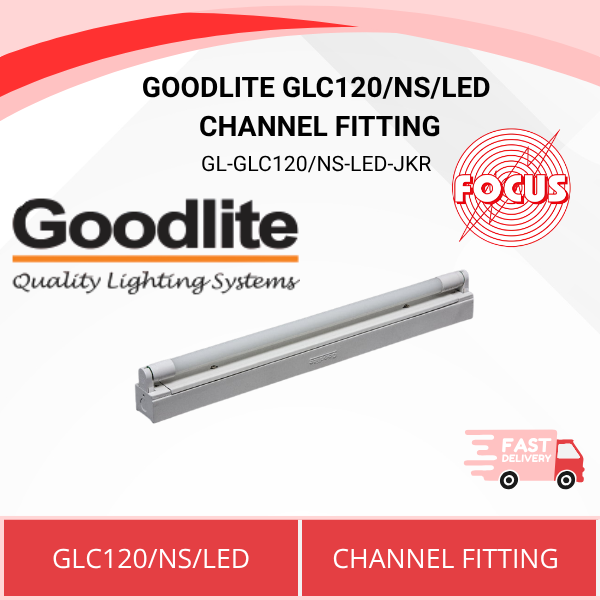 GOODLITE GLC120/NS/LED
CHANNEL FITTING
GL-GLC120/NS-LED-JKR
FOCUS
Goodlite
Quality Lighting Systems
FAST
DELIVERY
GLC120/NS/LED
CHANNEL FITTING